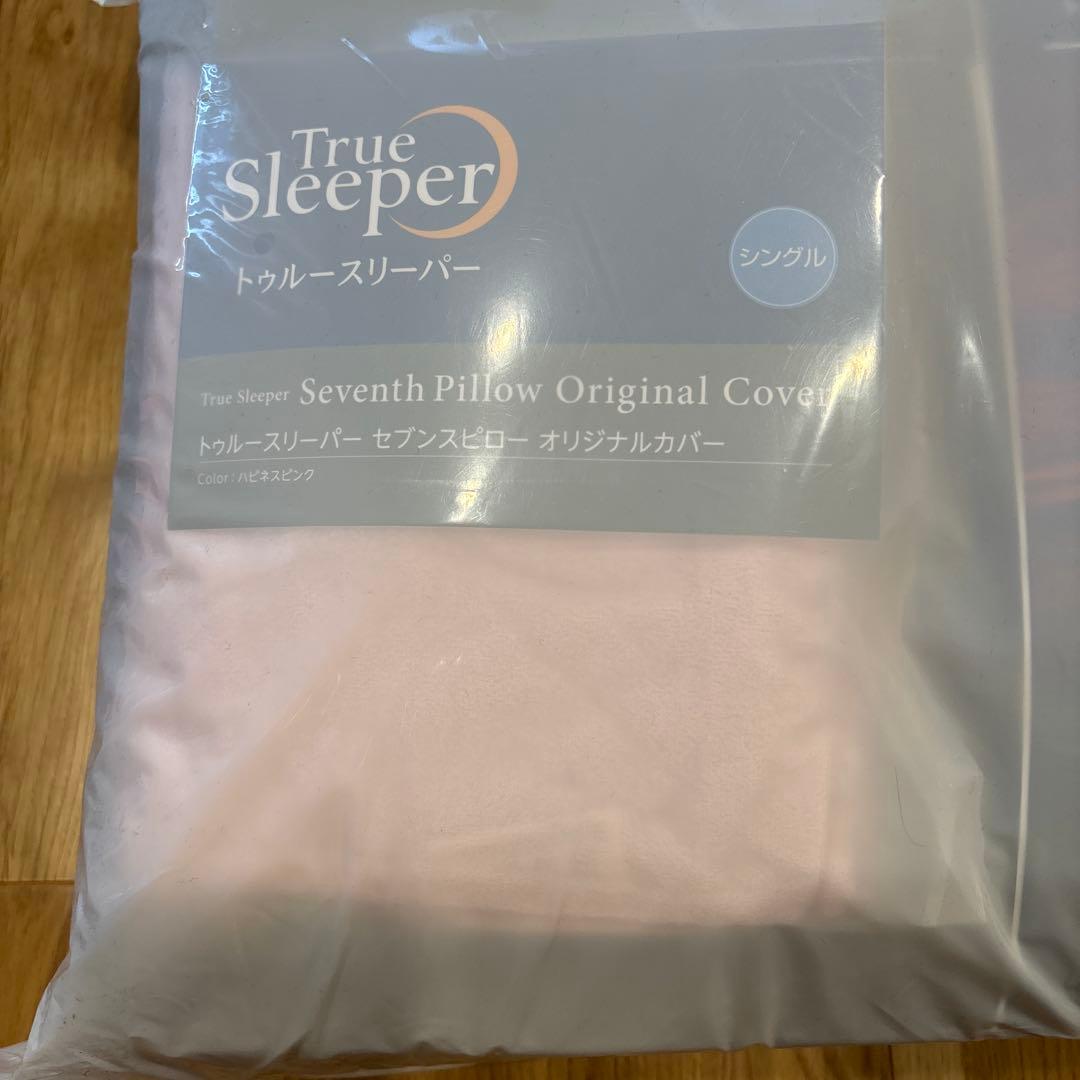 True
Sleeper
トゥルースリーパー
シングル
True Sleeper Seventh Pillow Original Cover
トゥルースリーパー セブンスピロー オリジナルカバー
Color : ハピネスピンク